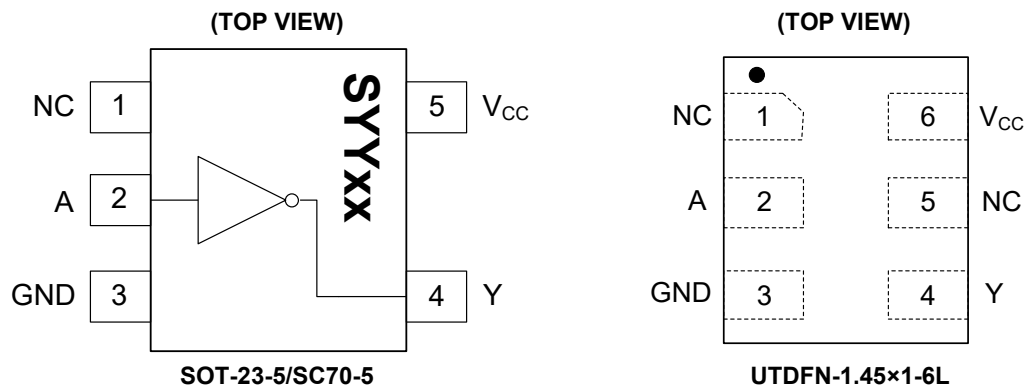 (TOP VIEW)
NC 1
A 2
GND 3
5 VCC
4 Y
SYYxx
SOT-23-5/SC70-5
(TOP VIEW)
NC 1
A 2
GND 3
6 VCC
5 NC
4 Y
UTDFN-1.45×1-6L